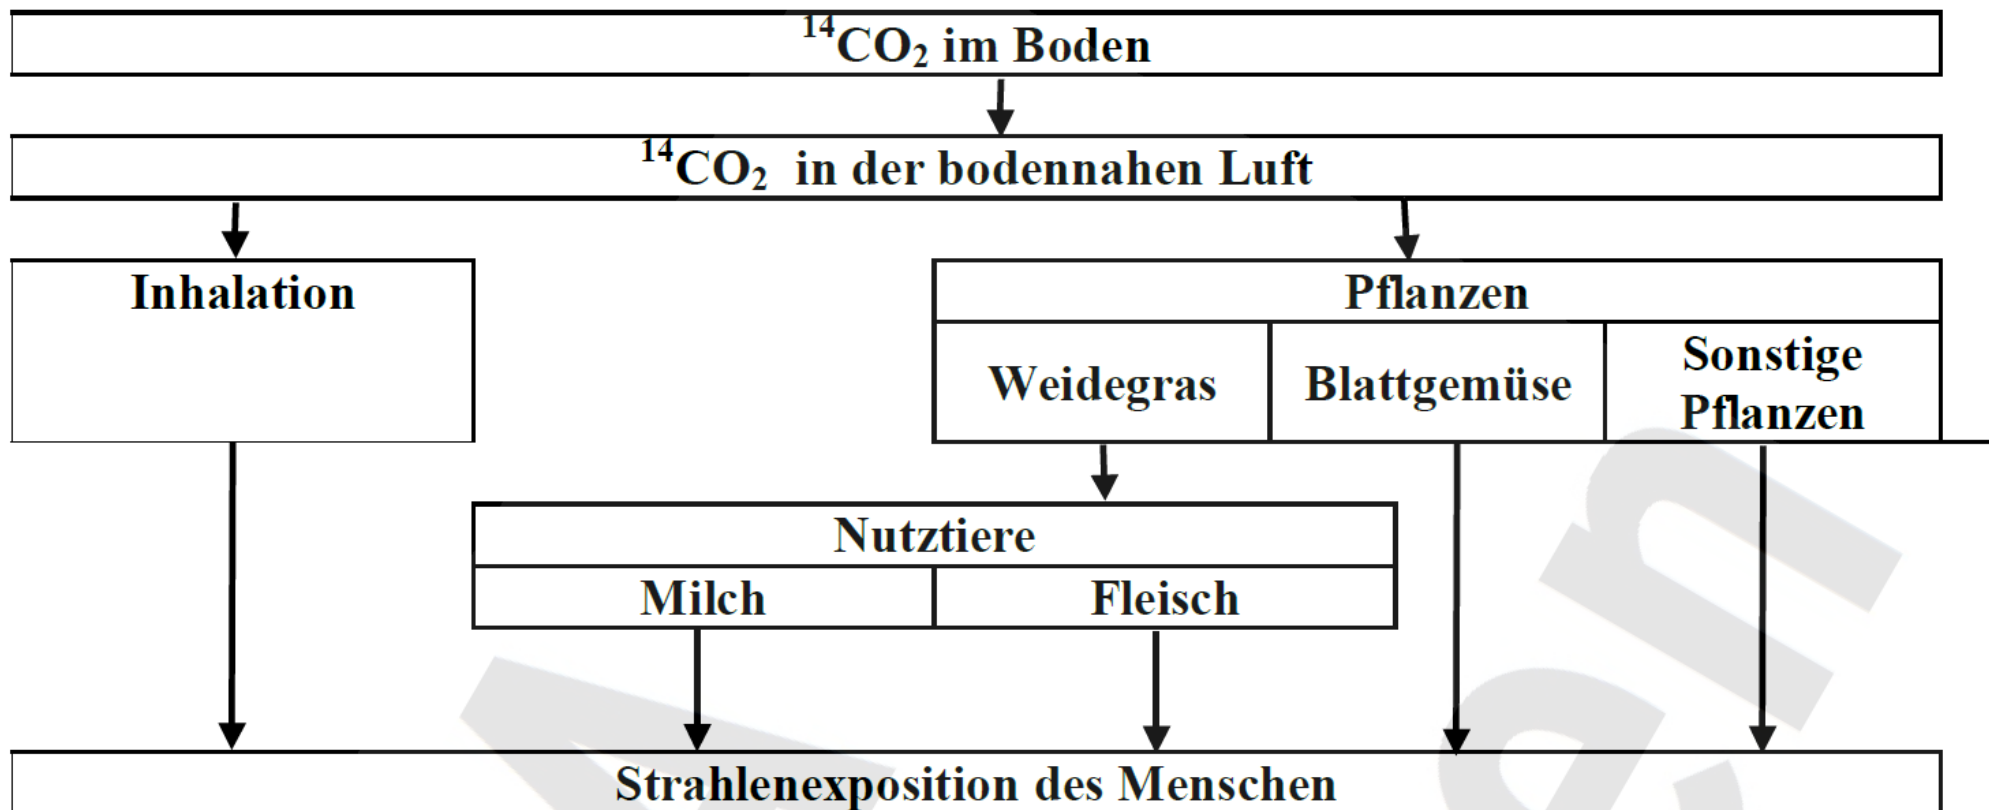 ¹⁴CO₂ im Boden
¹⁴CO₂ in der bodennahen Luft
Inhalation
Pflanzen
Weidegras
Blattgemüse
Sonstige
Pflanzen
Nutztiere
Milch
Fleisch
Strahlenexposition des Menschen